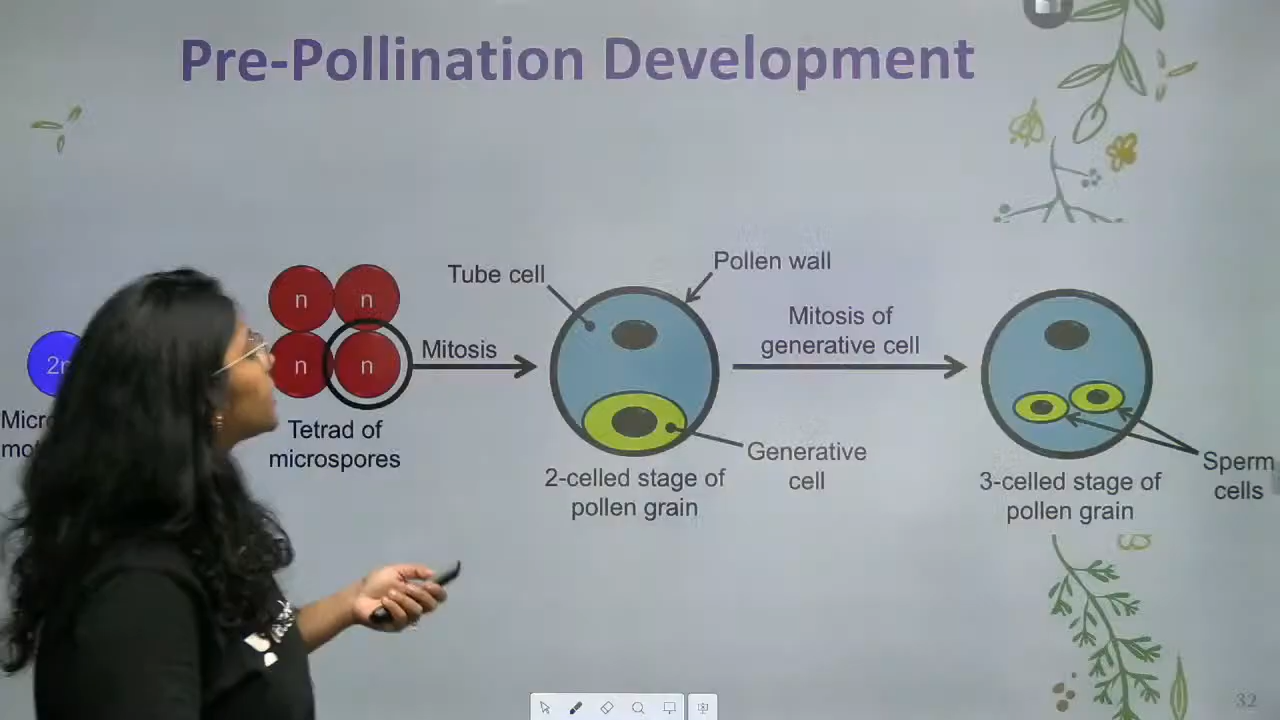 Pre-Pollination Development
Tube cell
Pollen wall
n n
n n
Mitosis
Mitosis of
generative cell
Tetrad of
microspores
Generative
cell
2-celled stage of
pollen grain
3-celled stage of
pollen grain
Sperm
cells
32